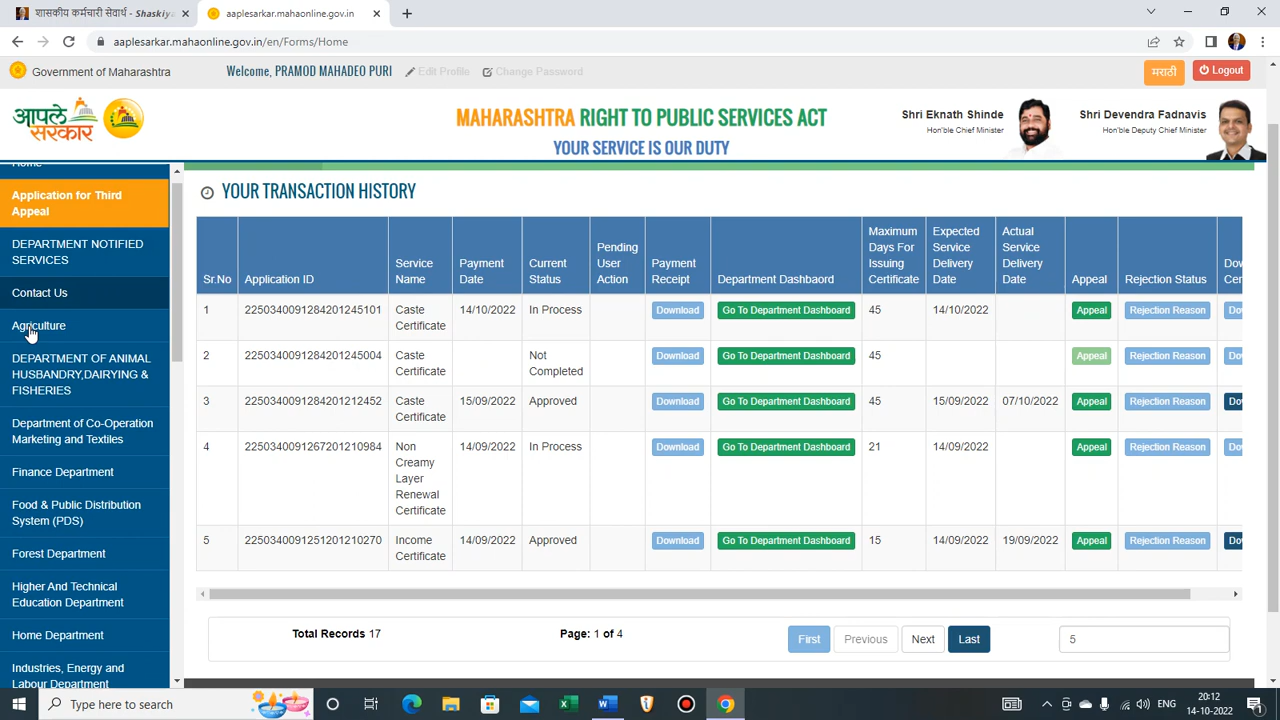 शासकीय कर्मचारी सेवार्थ - Shaskiya
aaplesarkar.mahaonline.gov.in
aaplesarkar.mahaonline.gov.in/en/Forms/Home
Government of Maharashtra
Welcome, PRAMOD MAHADEO PURI
Edit Profile
Change Password
मराठी
Logout
आपले
सरकार
MAHARASHTRA RIGHT TO PUBLIC SERVICES ACT
YOUR SERVICE IS OUR DUTY
Shri Eknath Shinde
Hon'ble Chief Minister
Shri Devendra Fadnavis
Hon'ble Deputy Chief Minister
Home
Application for Third
Appeal
DEPARTMENT NOTIFIED
SERVICES
Contact Us
Agriculture
DEPARTMENT OF ANIMAL
HUSBANDRY,DAIRYING &
FISHERIES
Department of Co-Operation
Marketing and Textiles
Finance Department
Food & Public Distribution
System (PDS)
Forest Department
Higher And Technical
Education Department
Home Department
Industries, Energy and
Labour Department
YOUR TRANSACTION HISTORY
Sr.No Application ID Service Name Payment Date Current Status Pending User Action Payment Receipt Department Dashbaord Maximum Days For Issuing Certificate Expected Service Delivery Date Actual Service Delivery Date Appeal Rejection Status
1 225034009128420124510​1 Caste Certificate 14/10/2022 In Process Download Go To Department Dashboard 45 14/10/2022 Appeal Rejection Reason
2 2250340091284201245004 Caste Certificate Not Completed Download Go To Department Dashboard 45 Appeal Rejection Reason
3 2250340091284201212452 Caste Certificate 15/09/2022 Approved Download Go To Department Dashboard 45 15/09/2022 07/10/2022 Appeal Rejection Reason
4 2250340091267201210984 Non Creamy Layer Renewal Certificate 14/09/2022 In Process Download Go To Department Dashboard 21 14/09/2022 Appeal Rejection Reason
5 2250340091251201210270 Income Certificate 14/09/2022 Approved Download Go To Department Dashboard 15 14/09/2022 19/09/2022 Appeal Rejection Reason
Total Records 17
Page: 1 of 4
First Previous Next Last
5
Type here to search
ENG
20:12
14-10-2022